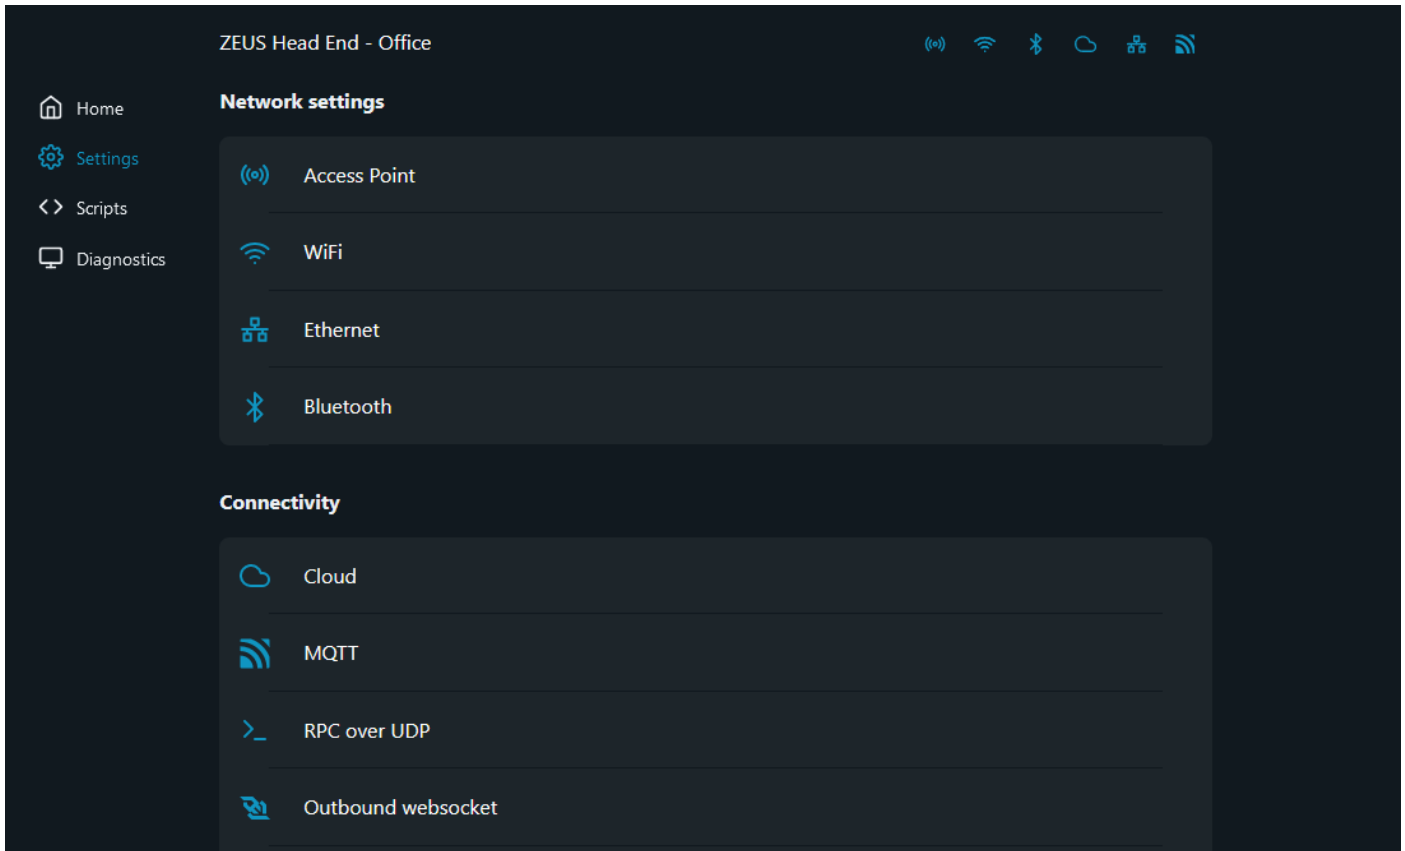 ZEUS Head End - Office
Home
Settings
Scripts
Diagnostics
Network settings
Access Point
WiFi
Ethernet
Bluetooth
Connectivity
Cloud
MQTT
RPC over UDP
Outbound websocket